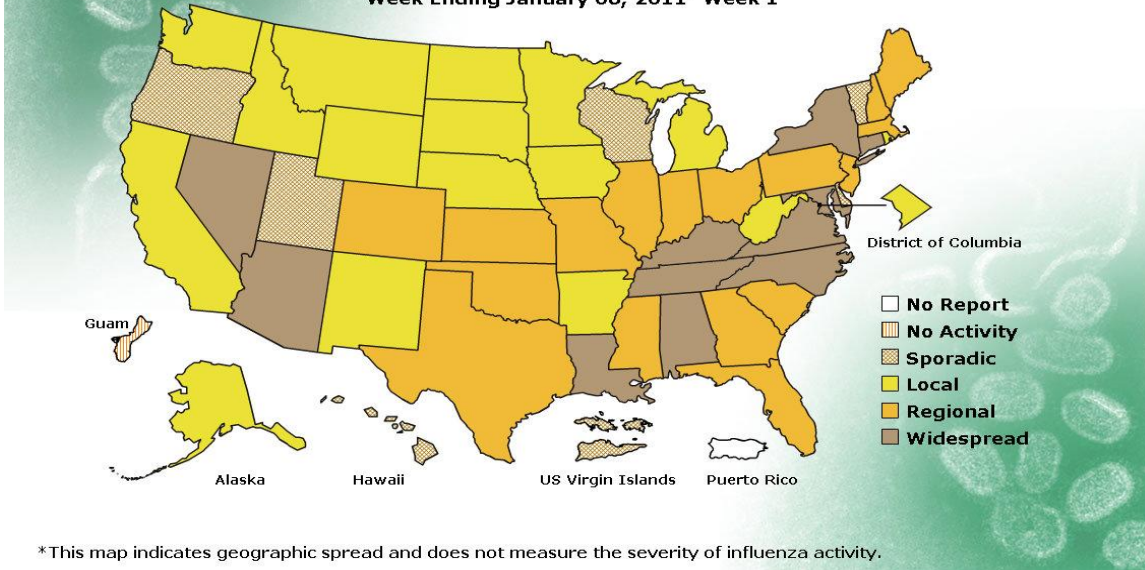 Week Ending January 08, 2011- Week 1
District of Columbia
No Report
Guam
No Activity
Sporadic
Local
Regional
Widespread
Alaska
Hawaii
US Virgin Islands
Puerto Rico
*This map indicates geographic spread and does not measure the severity of influenza activity.